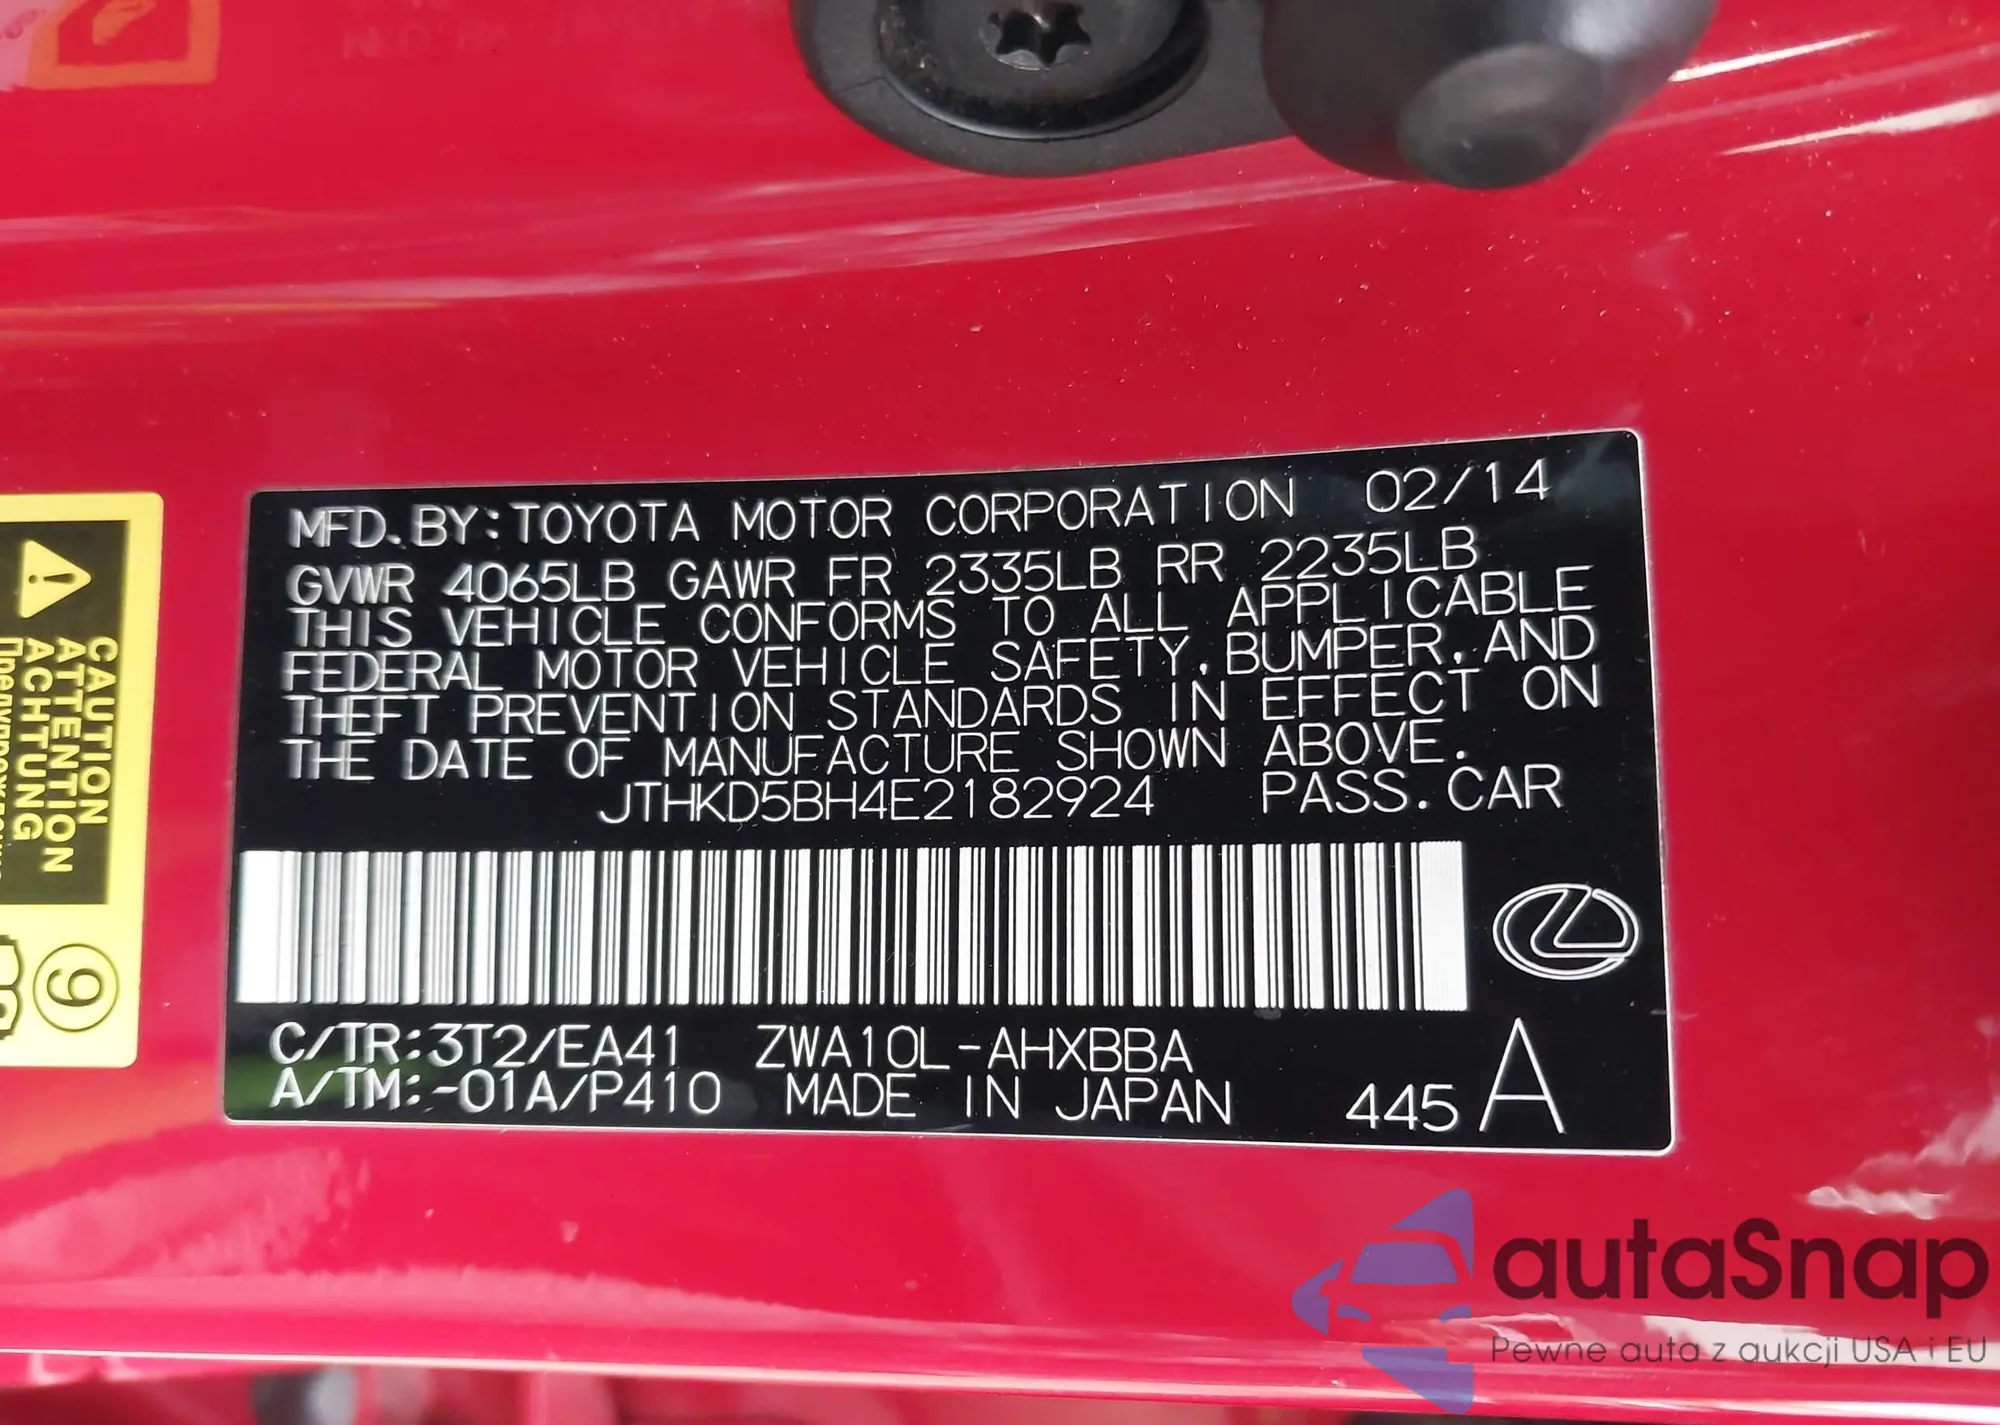 MFD.BY:TOYOTA MOTOR CORPORATION 02/14
GVWR 4065LB GAWR FR 2335LB RR 2235LB
THIS VEHICLE CONFORMS TO ALL APPLICABLE
FEDERAL MOTOR VEHICLE SAFETY,BUMPER,AND
THEFT PREVENTION STANDARDS IN EFFECT ON
THE DATE OF MANUFACTURE SHOWN ABOVE.
JTHKD5BH4E2182924 PASS.CAR
C/TR:3T2/EA41 ZWA10L-AHXBBA
A/TM:-01A/P410 MADE IN JAPAN 445 A
CAUTION
ATTENTION
ACHTUNG
9
autaSnap
Pewne auta z aukcji USA i EU